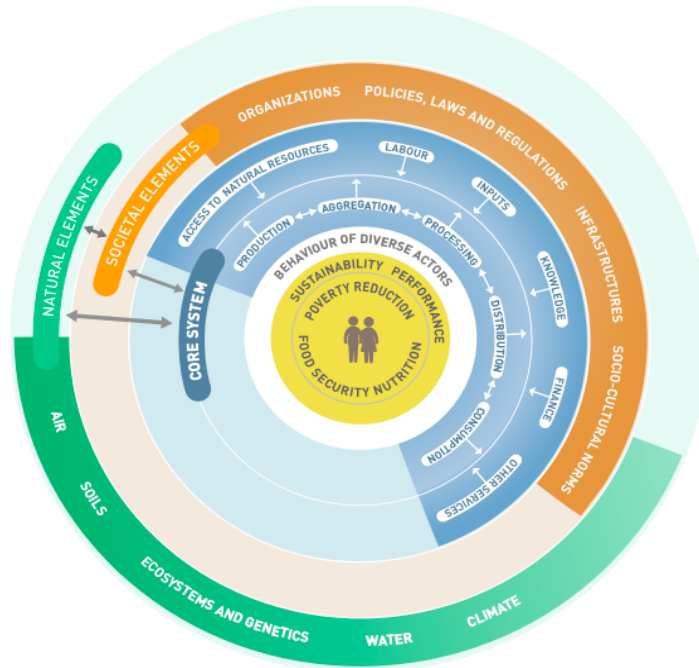 ORGANIZATIONS
POLICIES, LAWS AND REGULATIONS
INFRASTRUCTURES
SOCIO-CULTURAL NORMS
NATURAL ELEMENTS
SOCIETAL ELEMENTS
CORE SYSTEM
ACCESS TO NATURAL RESOURCES
LABOUR
INPUTS
KNOWLEDGE
FINANCE
OTHER SERVICES
PRODUCTION
AGGREGATION
PROCESSING
DISTRIBUTION
CONSUMPTION
BEHAVIOUR OF DIVERSE ACTORS
SUSTAINABILITY PERFORMANCE
POVERTY REDUCTION
FOOD SECURITY NUTRITION
AIR
SOILS
ECOSYSTEMS AND GENETICS
WATER
CLIMATE